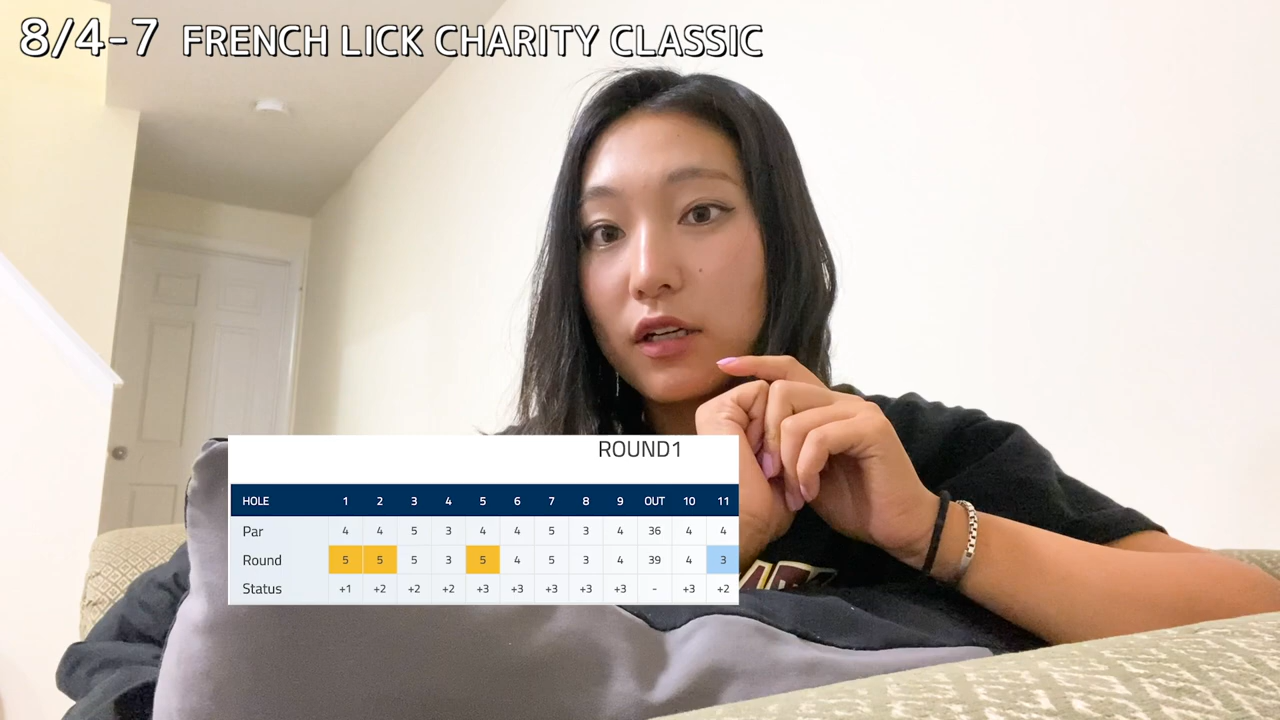 8/4-7 FRENCH LICK CHARITY CLASSIC
ROUND1
HOLE 1 2 3 4 5 6 7 8 9 OUT 10 11
Par 4 4 5 3 4 4 5 3 4 36 4 4
Round 5 5 5 3 5 4 5 3 4 39 4 3
Status +1 +2 +2 +2 +3 +3 +3 +3 +3 - +3 +2